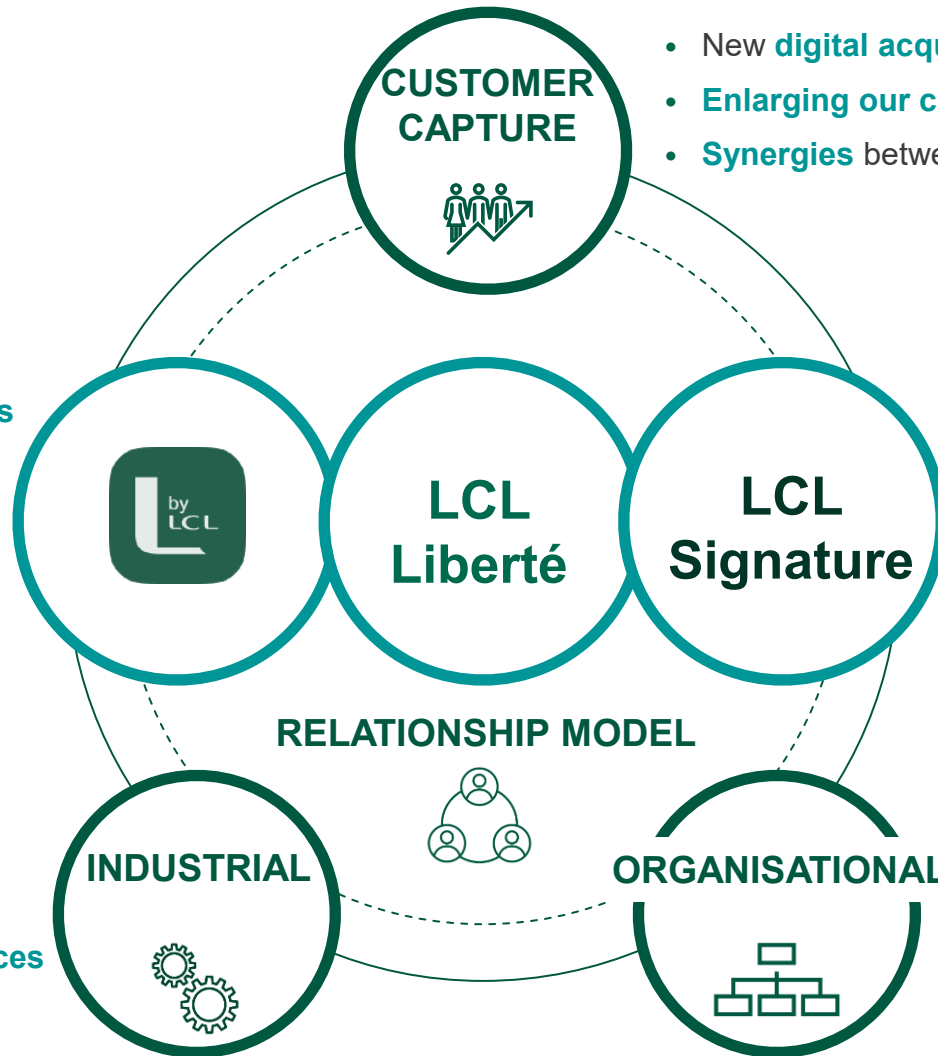 CUSTOMER
CAPTURE
• New digital
• Enlarging our
• Synergies
by
LCL
LCL
Liberté
LCL
Signature
RELATIONSHIP MODEL
INDUSTRIAL
ORGANISATIONAL